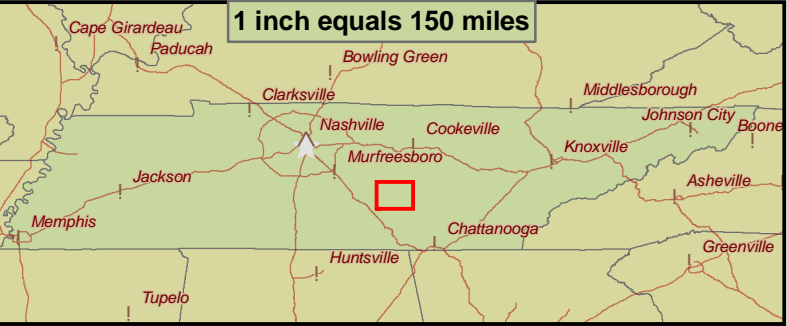 1 inch equals 150 miles
Cape Girardeau
Paducah
Bowling Green
Clarksville
Middlesborough
Nashville
Cookeville
Johnson City
Boone
Murfreesboro
Knoxville
Jackson
Asheville
Memphis
Chattanooga
Huntsville
Greenville
Tupelo